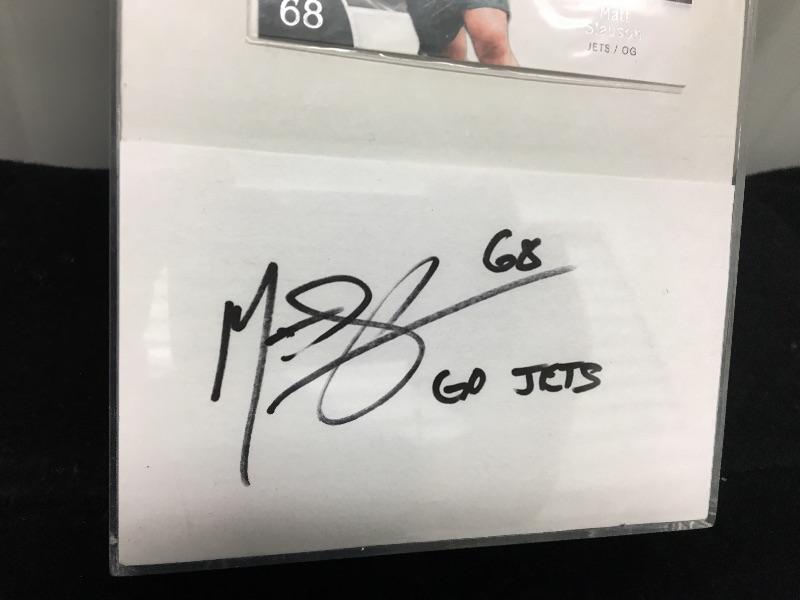 68
Matt
Slauson
JETS / OG
68
GO JETS